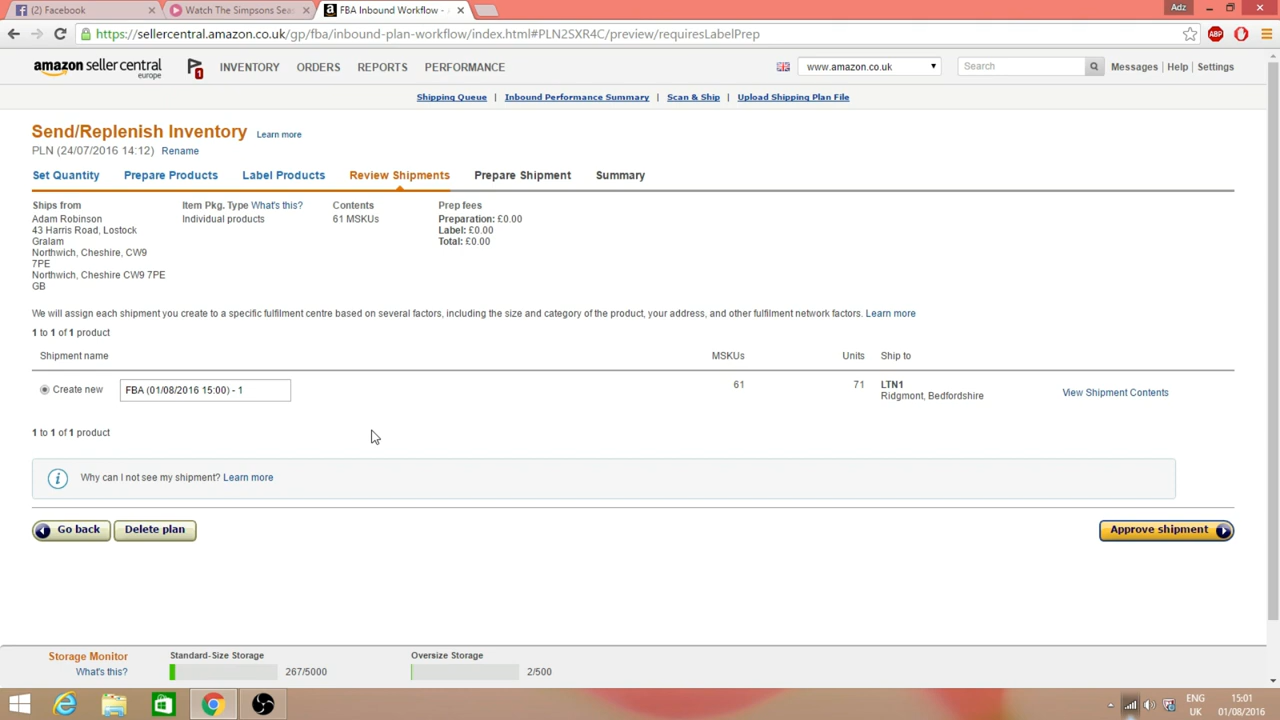 (2) Facebook
Watch The Simpsons Sea
FBA Inbound Workflow -
Adz
https://sellercentral.amazon.co.uk/gp/fba/inbound-plan-workflow/index.html#PLN2SXR4C/preview/requiresLabelPrep
ABP
amazon seller central
europe
1
INVENTORY ORDERS REPORTS PERFORMANCE
www.amazon.co.uk
Search
Messages | Help | Settings
Shipping Queue | Inbound Performance Summary | Scan & Ship | Upload Shipping Plan File
Send/Replenish Inventory Learn more
PLN (24/07/2016 14:12) Rename
Set Quantity Prepare Products Label Products Review Shipments Prepare Shipment Summary
Ships from
Adam Robinson
43 Harris Road, Lostock
Gralam
Northwich, Cheshire, CW9
7PE
Northwich, Cheshire CW9 7PE
GB
Item Pkg. Type What's this?
Individual products
Contents
61 MSKUs
Prep fees
Preparation: £0.00
Label: £0.00
Total: £0.00
We will assign each shipment you create to a specific fulfilment centre based on several factors, including the size and category of the product, your address, and other fulfilment network factors. Learn more
1 to 1 of 1 product
Shipment name MSKUs Units Ship to
Create new FBA (01/08/2016 15:00) - 1 61 71 LTN1
Ridgmont, Bedfordshire
View Shipment Contents
1 to 1 of 1 product
i Why can I not see my shipment? Learn more
Go back Delete plan Approve shipment
Storage Monitor
What's this?
Standard-Size Storage
267/5000
Oversize Storage
2/500
ENG
UK
15:01
01/08/2016